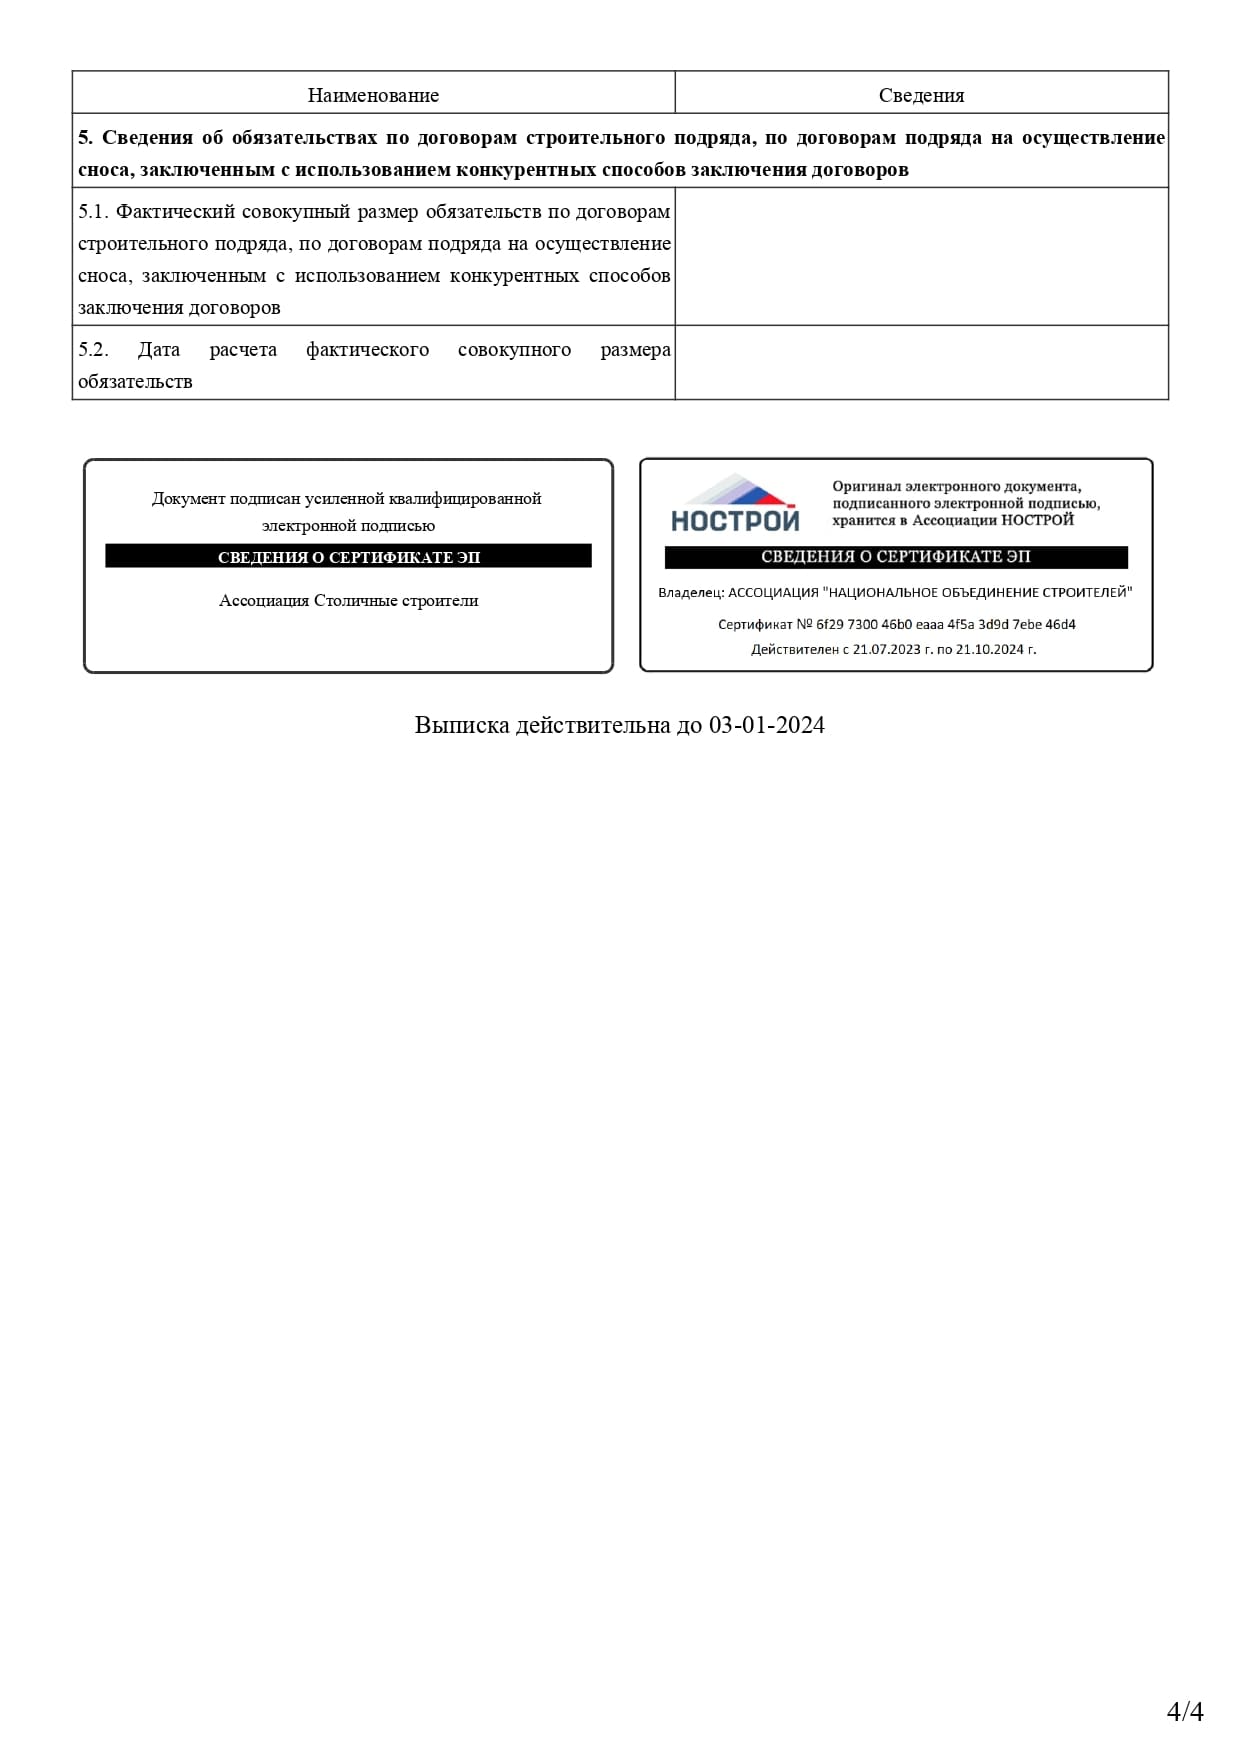 Наименование
Сведения
5. Сведения об обязательствах по договорам строительного подряда, по договорам подряда на осуществление
сноса, заключенным с использованием конкурентных способов заключения договоров
5.1. Фактический совокупный размер обязательств по договорам
строительного подряда, по договорам подряда на осуществление
сноса, заключенным с использованием конкурентных способов
заключения договоров
5.2. Дата расчета фактического совокупного размера
обязательств
Документ подписан усиленной квалифицированной
электронной подписью
СВЕДЕНИЯ О СЕРТИФИКАТЕ ЭП
Ассоциация Столичные строители
НОСТРОЙ
Оригинал электронного документа,
подписанного электронной подписью,
хранится в Ассоциации НОСТРОЙ
СВЕДЕНИЯ О СЕРТИФИКАТЕ ЭП
Владелец: АССОЦИАЦИЯ "НАЦИОНАЛЬНОЕ ОБЪЕДИНЕНИЕ СТРОИТЕЛЕЙ"
Сертификат № 6f29 7300 46b0 eaaa 4f5a 3d9d 7ebe 46d4
Действителен с 21.07.2023 г. по 21.10.2024 г.
Выписка действительна до 03-01-2024
4/4